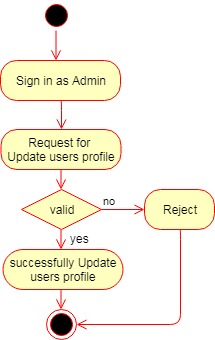 Sign in as Admin
Request for
Update users profile
valid
no
Reject
yes
successfully Update
users profile